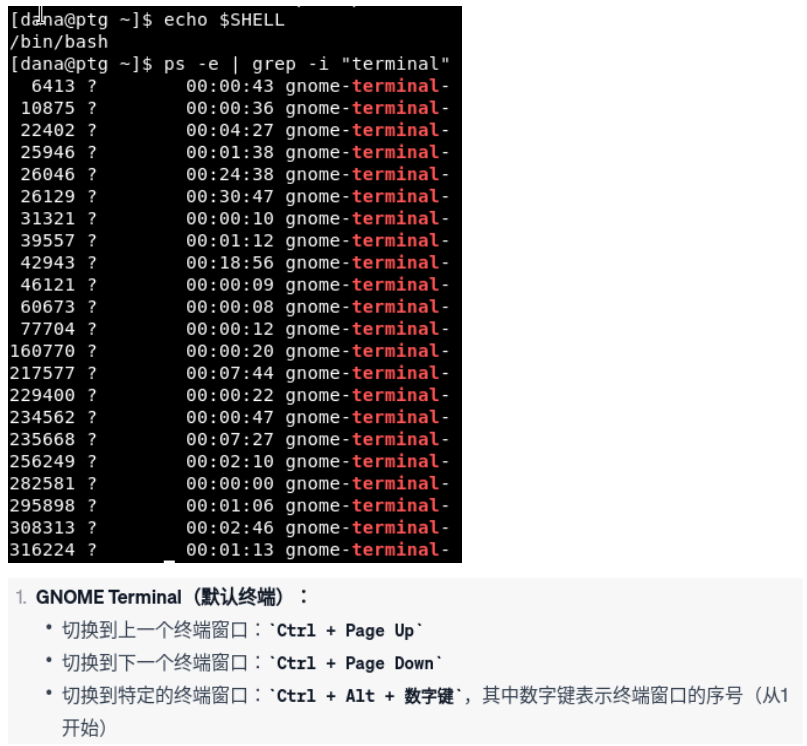 [dana@ptg ~]$ echo $SHELL
/bin/bash
[dana@ptg ~]$ ps -e | grep -i "terminal"
6413 ? 00:00:43 gnome-terminal-
10875 ? 00:00:36 gnome-terminal-
22402 ? 00:04:27 gnome-terminal-
25946 ? 00:01:38 gnome-terminal-
26046 ? 00:24:38 gnome-terminal-
26129 ? 00:30:47 gnome-terminal-
31321 ? 00:00:10 gnome-terminal-
39557 ? 00:01:12 gnome-terminal-
42943 ? 00:18:56 gnome-terminal-
46121 ? 00:00:09 gnome-terminal-
60673 ? 00:00:08 gnome-terminal-
77704 ? 00:00:12 gnome-terminal-
160770 ? 00:00:20 gnome-terminal-
217577 ? 00:07:44 gnome-terminal-
229400 ? 00:00:22 gnome-terminal-
234562 ? 00:00:47 gnome-terminal-
235668 ? 00:07:27 gnome-terminal-
256249 ? 00:02:10 gnome-terminal-
282581 ? 00:00:00 gnome-terminal-
295898 ? 00:01:06 gnome-terminal-
308313 ? 00:02:46 gnome-terminal-
316224 ? 00:01:13 gnome-terminal-
1. GNOME Terminal（默认终端）：
• 切换到上一个终端窗口：`Ctrl + Page Up`
• 切换到下一个终端窗口：`Ctrl + Page Down`
• 切换到特定的终端窗口：`Ctrl + Alt + 数字键`，其中数字键表示终端窗口的序号（从1
开始）